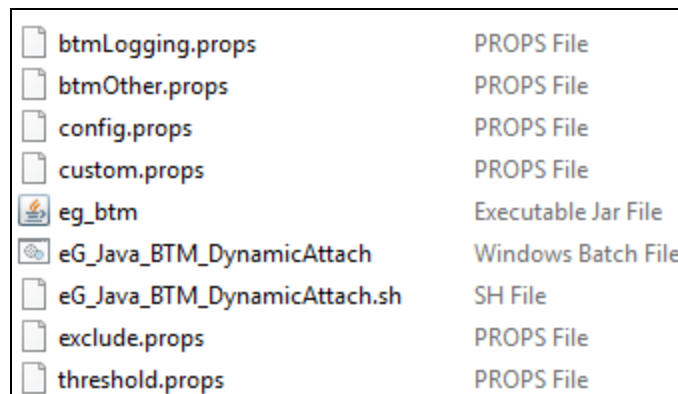 btmLogging.props PROPS File
btmOther.props PROPS File
config.props PROPS File
custom.props PROPS File
eg_btm Executable Jar File
eG_Java_BTM_DynamicAttach Windows Batch File
eG_Java_BTM_DynamicAttach.sh SH File
exclude.props PROPS File
threshold.props PROPS File